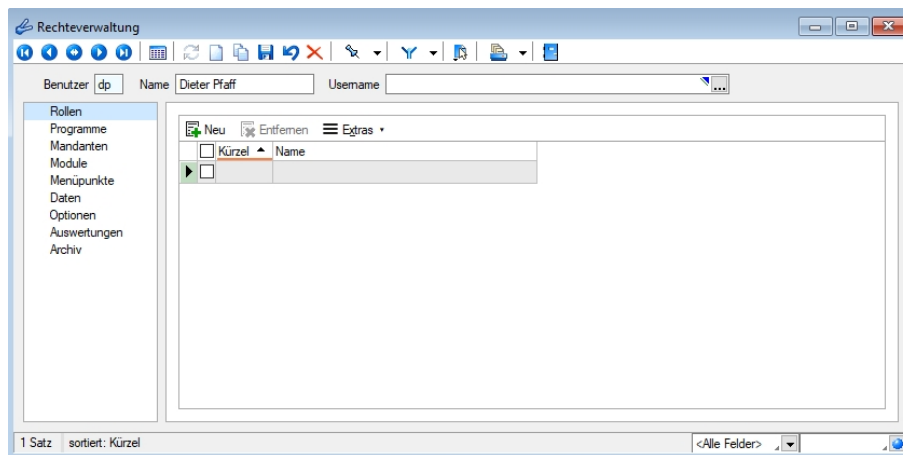 Rechteverwaltung
Benutzer dp Name Dieter Pfaff Username ...
Rollen
Programme
Mandanten
Module
Menüpunkte
Daten
Optionen
Auswertungen
Archiv
Neu Entfernen Extras
Kürzel Name
1 Satz sortiert: Kürzel <Alle Felder>